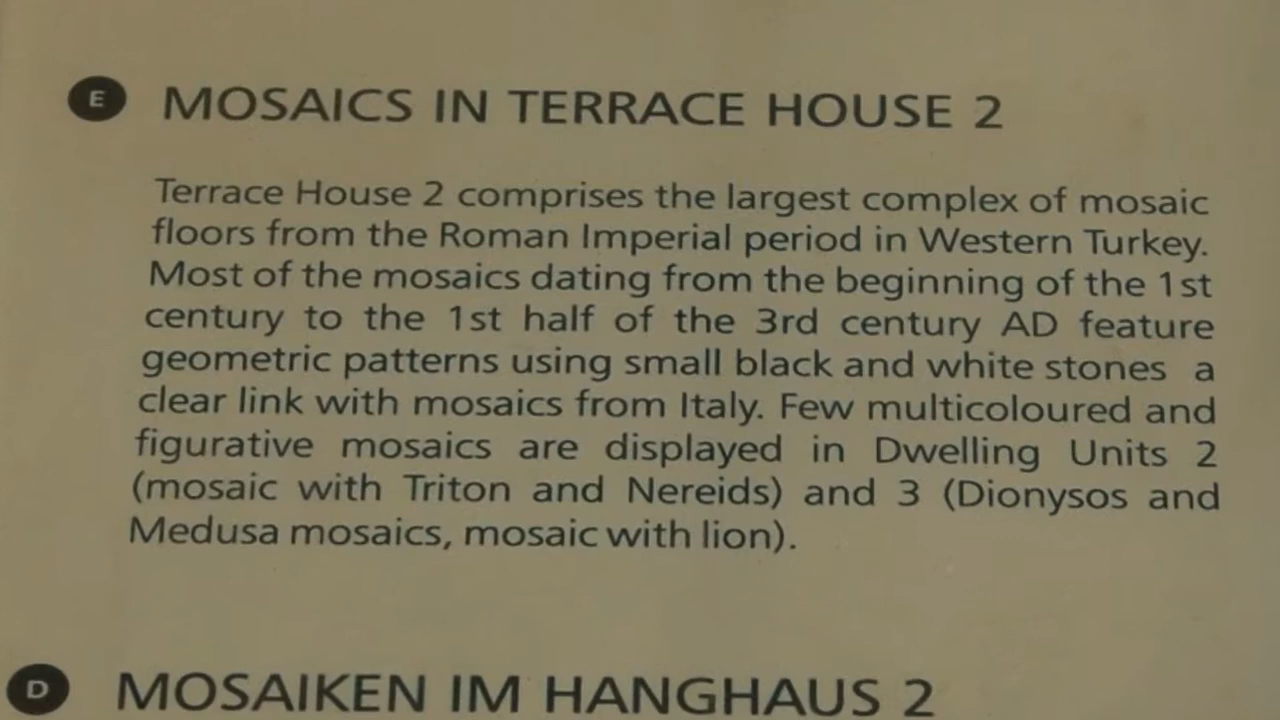 E MOSAICS IN TERRACE HOUSE 2
Terrace House 2 comprises the largest complex of mosaic
floors from the Roman Imperial period in Western Turkey.
Most of the mosaics dating from the beginning of the 1st
century to the 1st half of the 3rd century AD feature
geometric patterns using small black and white stones a
clear link with mosaics from Italy. Few multicoloured and
figurative mosaics are displayed in Dwelling Units 2
(mosaic with Triton and Nereids) and 3 (Dionysos and
Medusa mosaics, mosaic with lion).
D MOSAIKEN IM HANGHAUS 2